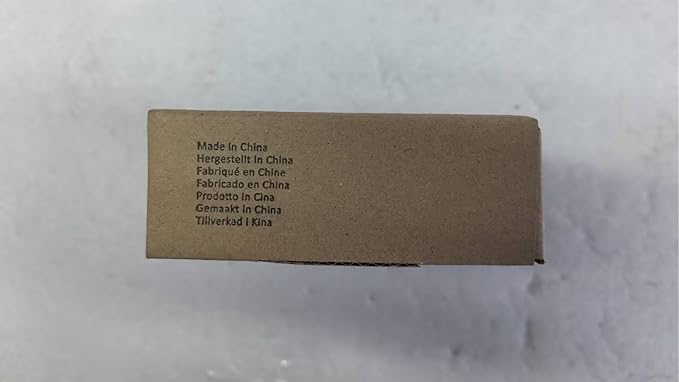 Made in China
Hergestellt in China
Fabriqué en Chine
Fabricado en China
Prodotto in Cina
Gemaakt in China
Tillverkad i Kina